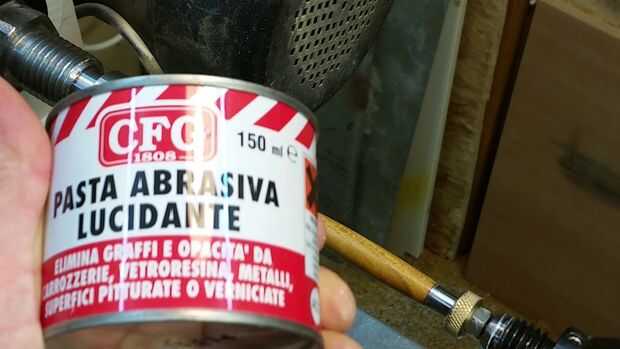 CFG
1808
150 ml e
PASTA ABRASIVA
LUCIDANTE
ELIMINA GRAFFI E OPACITA' DA
CARROZZERIE, VETRORESINA, METALLI,
SUPERFICI PITTURATE O VERNICIATE